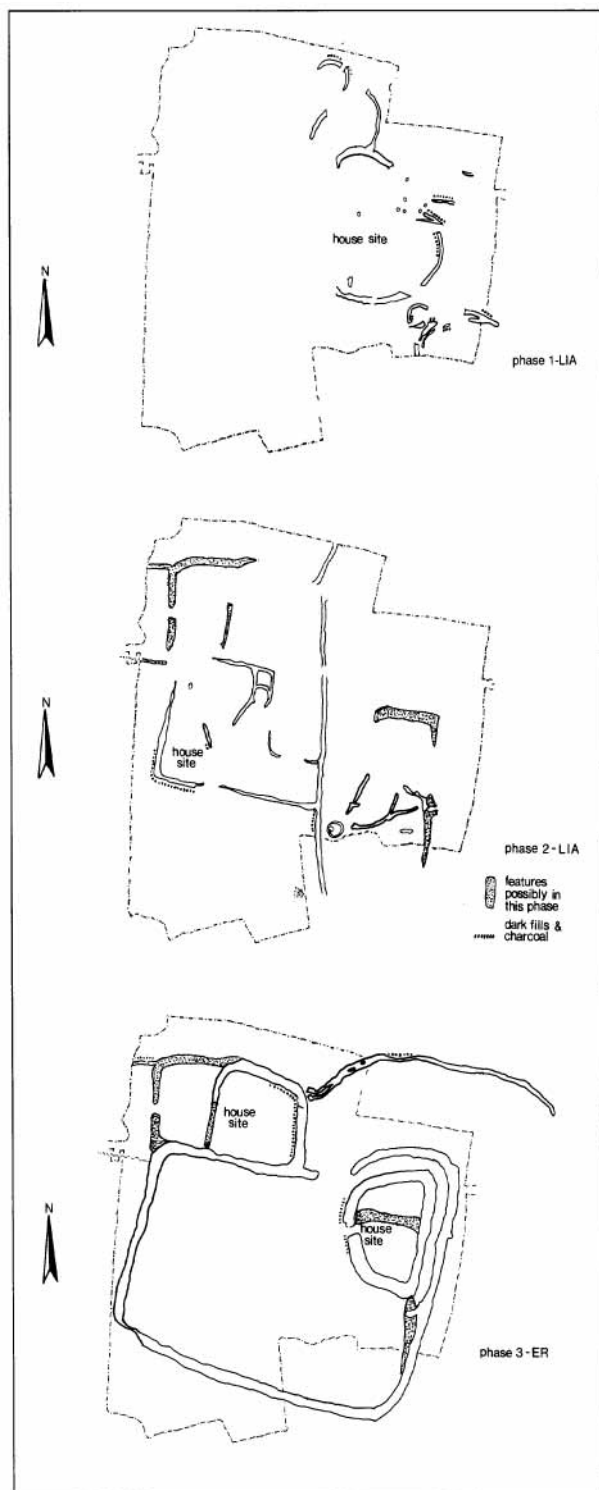 house site
N
phase 1-LIA
N
house
site
phase 2-LIA
features
possibly in
this phase
dark fills &
charcoal
house
site
N
house
site
phase 3-ER